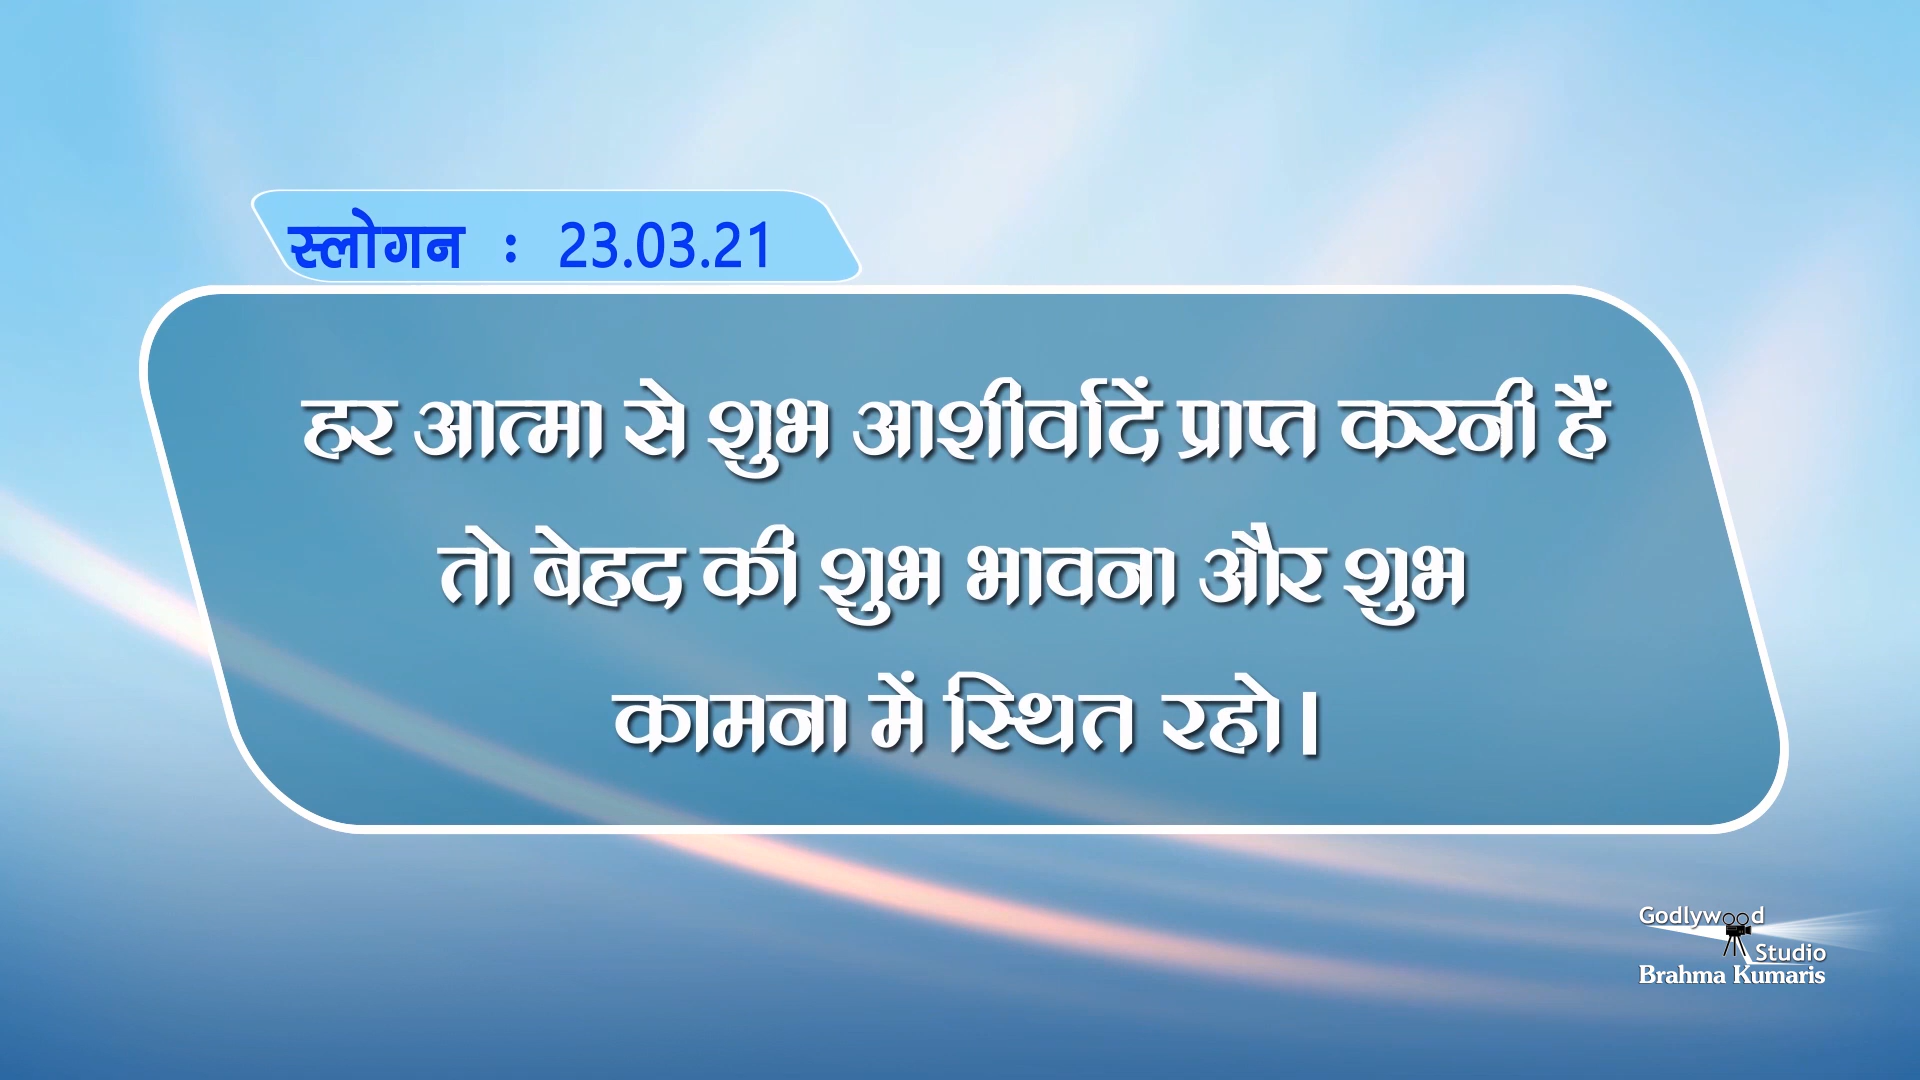 स्लोगन : 23.03.21
हर आत्मा से शुभ आशीर्वादें प्राप्त करनी हैं
तो बेहद की शुभ भावना और शुभ
कामना में स्थित रहो।
Godlywood
Studio
Brahma Kumaris